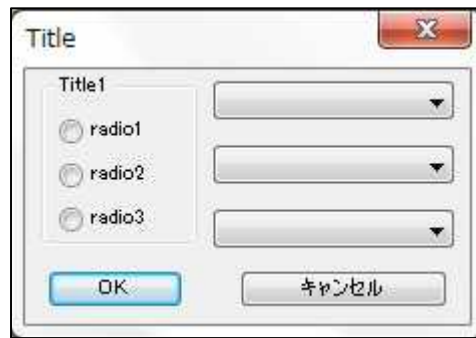 Title
Title1
radio1
radio2
radio3
OK
キャンセル